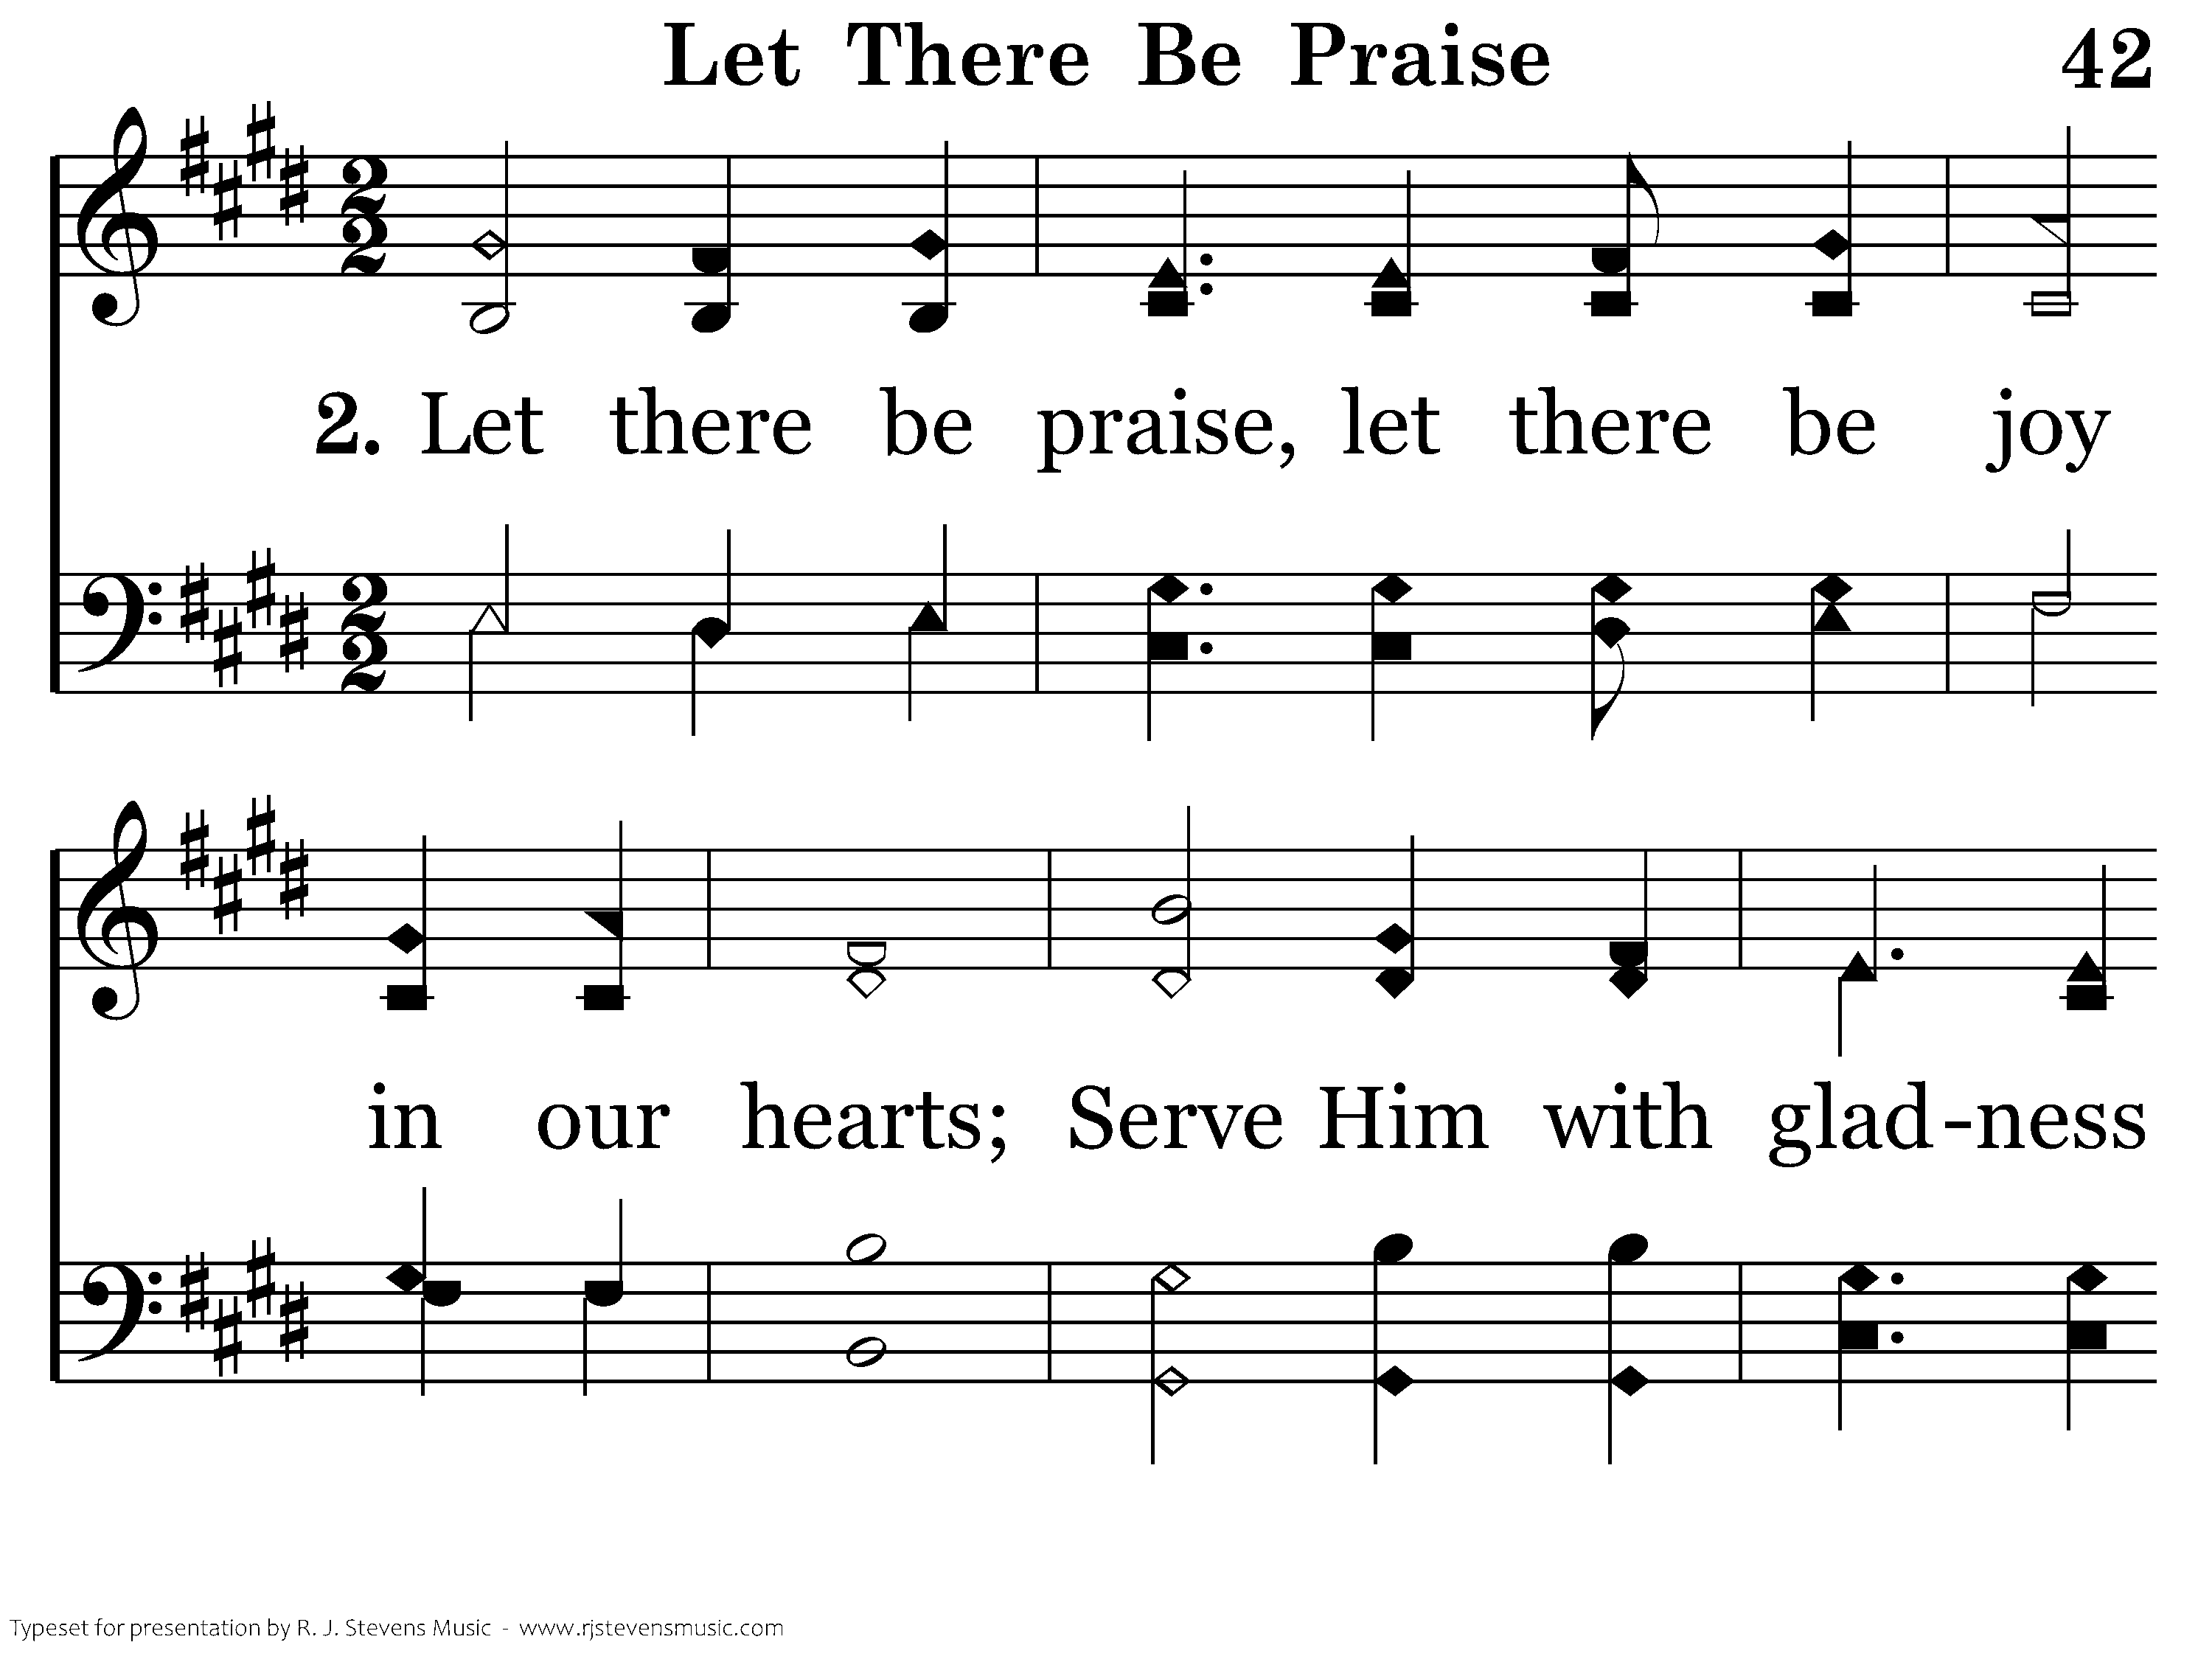 Let There Be Praise 42
2. Let there be praise, let there be joy
in our hearts; Serve Him with glad-ness
Typeset for presentation by R. J. Stevens Music - www.rjstevensmusic.com